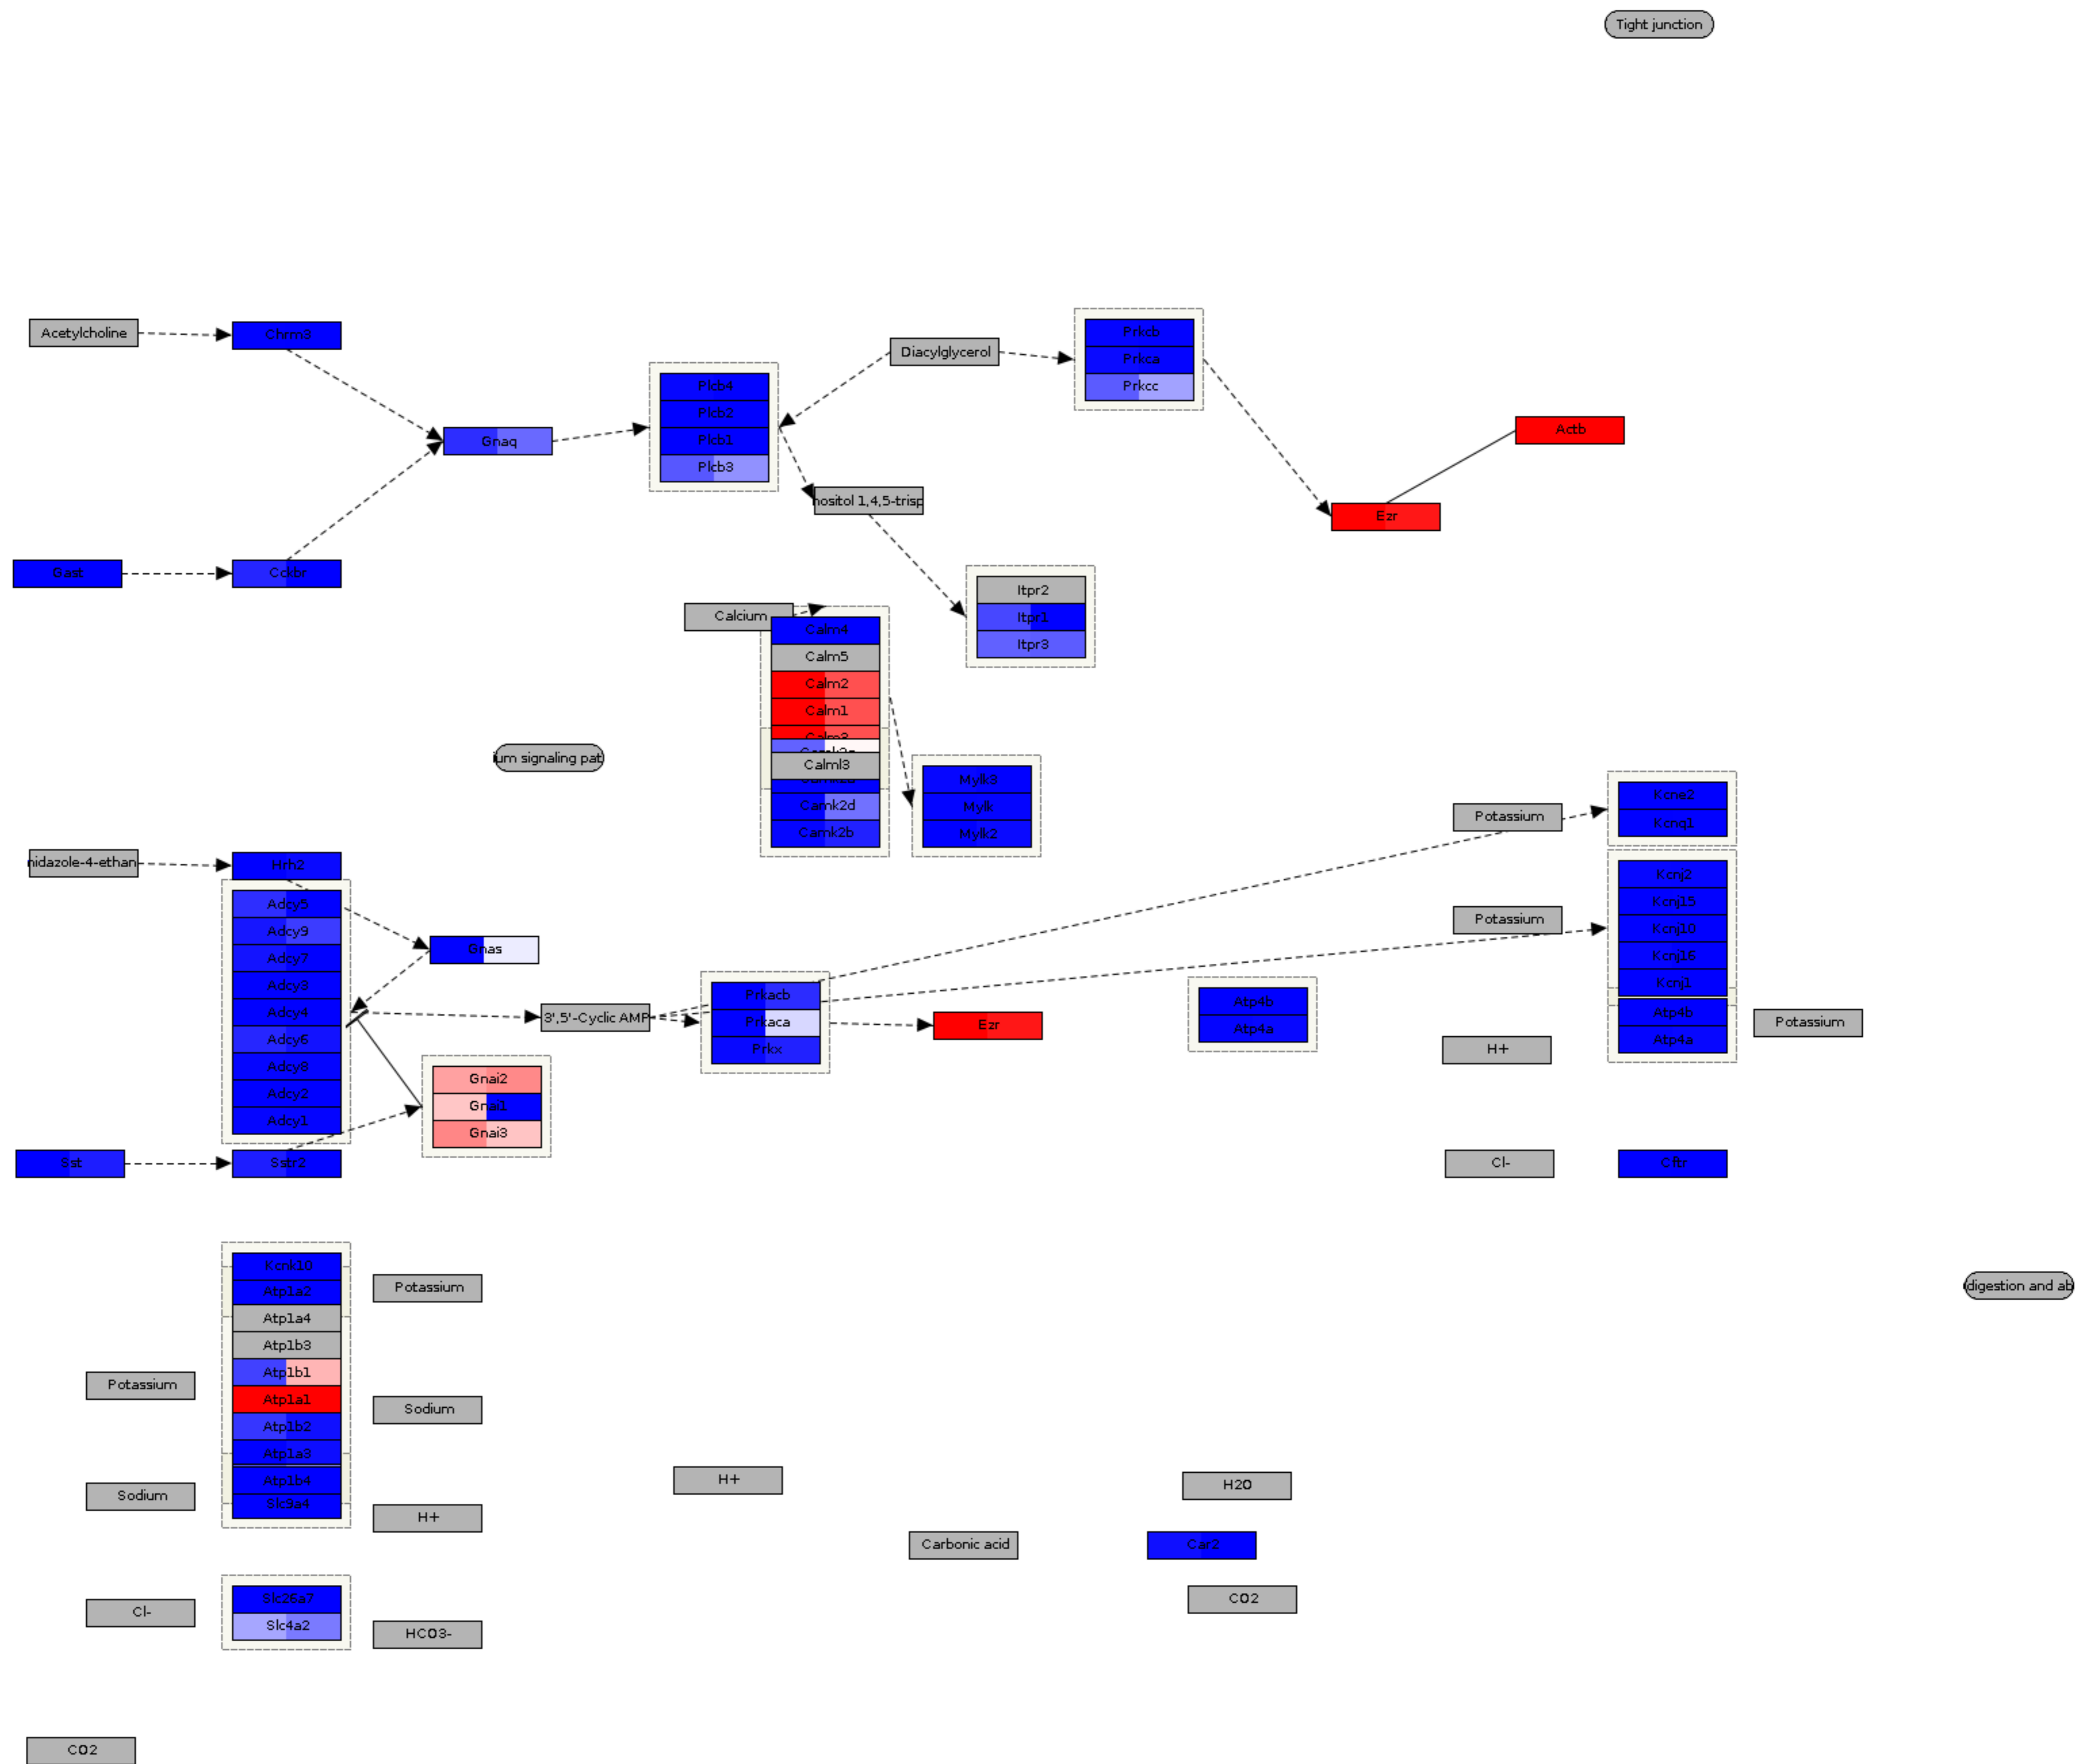 Tight junction
Acetylcholine
Chrm3
Gnaq
Plcb4
Plcb2
Plcb1
Plcb3
Diacylglycerol
Prkcb
Prkca
Prkcc
Actb
Ezr
nositol 1,4,5-trisp
Gast
Cckbr
Itpr2
Itpr1
Itpr3
Calcium
Calm4
Calm5
Calm2
Calm1
Calm3
Calml3
Camk2d
Camk2b
ium signaling pat
Mylk3
Mylk
Mylk2
Potassium
Kcne2
Kcnq1
nidazole-4-ethan
Hrh2
Adcy5
Adcy9
Adcy7
Adcy3
Adcy4
Adcy6
Adcy8
Adcy2
Adcy1
Gnas
3',5'-Cyclic AMP
Prkacb
Prkaca
Prkx
Ezr
Gnai2
Gnai1
Gnai3
Potassium
Kcnj2
Kcnj15
Kcnj10
Kcnj16
Kcnj1
Atp4b
Atp4a
Atp4b
Atp4a
Potassium
H+
Sst
Sstr2
Cl-
Cftr
Kcnk10
Atp1a2
Atp1a4
Atp1b3
Atp1b1
Atp1a1
Atp1b2
Atp1a3
Atp1b4
Slc9a4
Potassium
digestion and ab
Potassium
Sodium
Sodium
H+
H+
H2O
Carbonic acid
Car2
CO2
Cl-
Slc26a7
Slc4a2
HCO3-
CO2